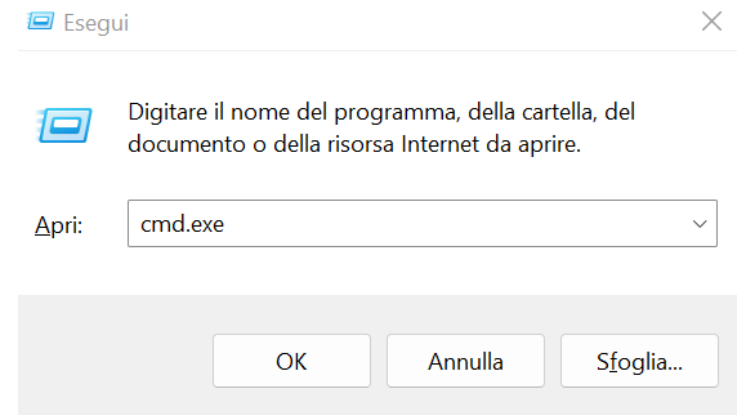 Esegui
Digitare il nome del programma, della cartella, del
documento o della risorsa Internet da aprire.
Apri: cmd.exe
OK Annulla Sfoglia...